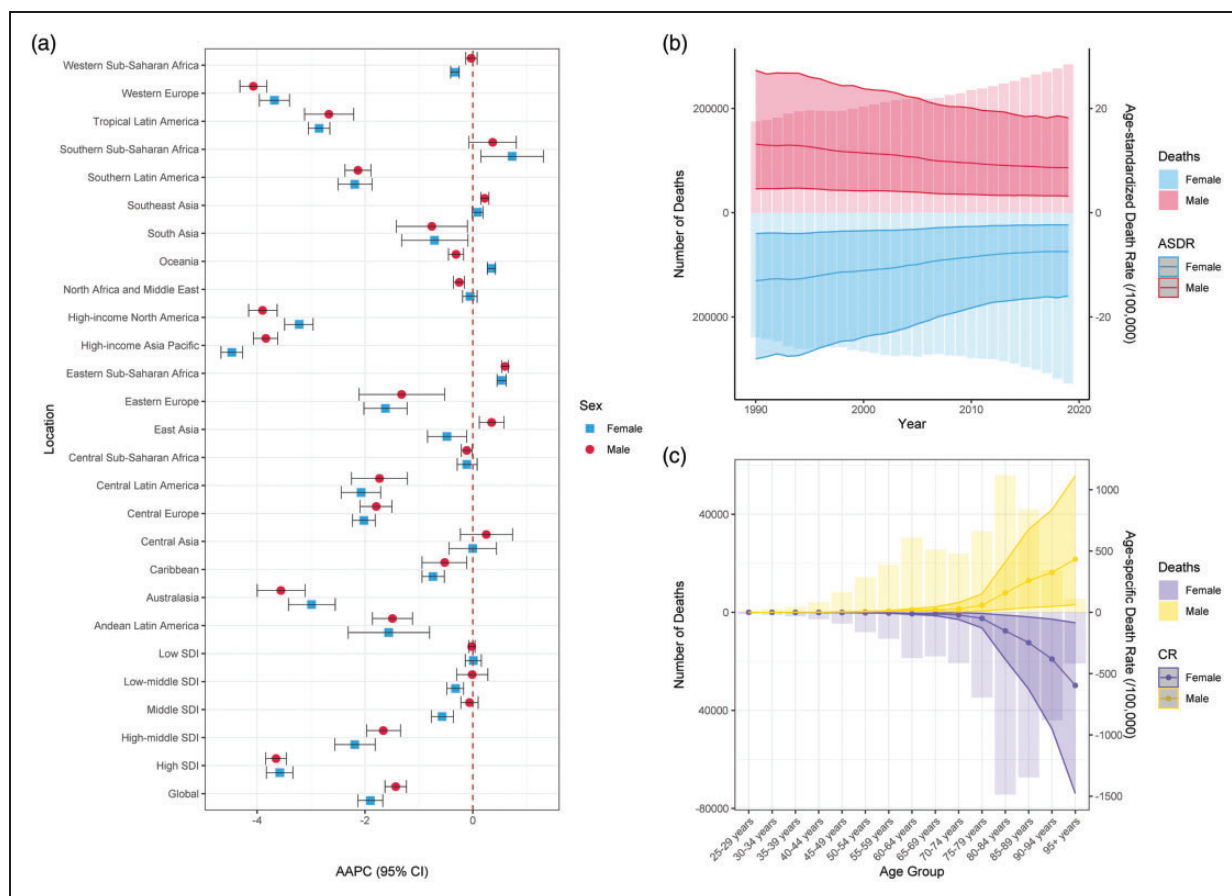 (a)
Western Sub-Saharan Africa
Western Europe
Tropical Latin America
Southern Sub-Saharan Africa
Southern Latin America
Southeast Asia
South Asia
Oceania
North Africa and Middle East
High-income North America
High-income Asia Pacific
Eastern Sub-Saharan Africa
Eastern Europe
East Asia
Central Sub-Saharan Africa
Central Latin America
Central Europe
Central Asia
Caribbean
Australasia
Andean Latin America
Low SDI
Low-middle SDI
Middle SDI
High-middle SDI
High SDI
Global
Location
-4
-2
0
AAPC (95% CI)
Sex
Female
Male
(b)
200000
0
200000
Number of Deaths
20
0
-20
Age-standardized Death Rate (/100,000)
1990
2000
2010
2020
Year
Deaths
Female
Male
ASDR
Female
Male
(c)
40000
0
40000
-80000
Number of Deaths
1000
500
0
-500
-1000
-1500
Age-specific Death Rate (/100,000)
25-29 years
30-34 years
35-39 years
40-44 years
45-49 years
50-54 years
55-59 years
60-64 years
65-69 years
70-74 years
75-79 years
80-84 years
85-89 years
90-94 years
95+ years
Age Group
Deaths
Female
Male
CR
Female
Male